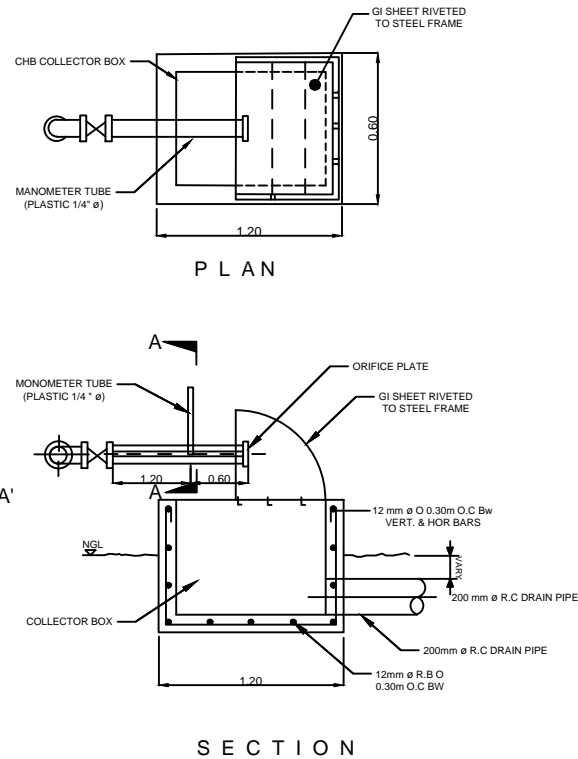 GI SHEET RIVETED
TO STEEL FRAME
CHB COLLECTOR BOX
0.60
MANOMETER TUBE
(PLASTIC 1/4" ø)
1.20
P L A N
A
ORIFICE PLATE
MONOMETER TUBE
(PLASTIC 1/4 " ø)
GI SHEET RIVETED
TO STEEL FRAME
1.20
0.60
A
A'
12 mm ø O 0.30m O.C Bw
VERT. & HOR BARS
NGL
VARY
200 mm ø R.C DRAIN PIPE
COLLECTOR BOX
200mm ø R.C DRAIN PIPE
12mm ø R.B O
0.30m O.C BW
1.20
S E C T I O N